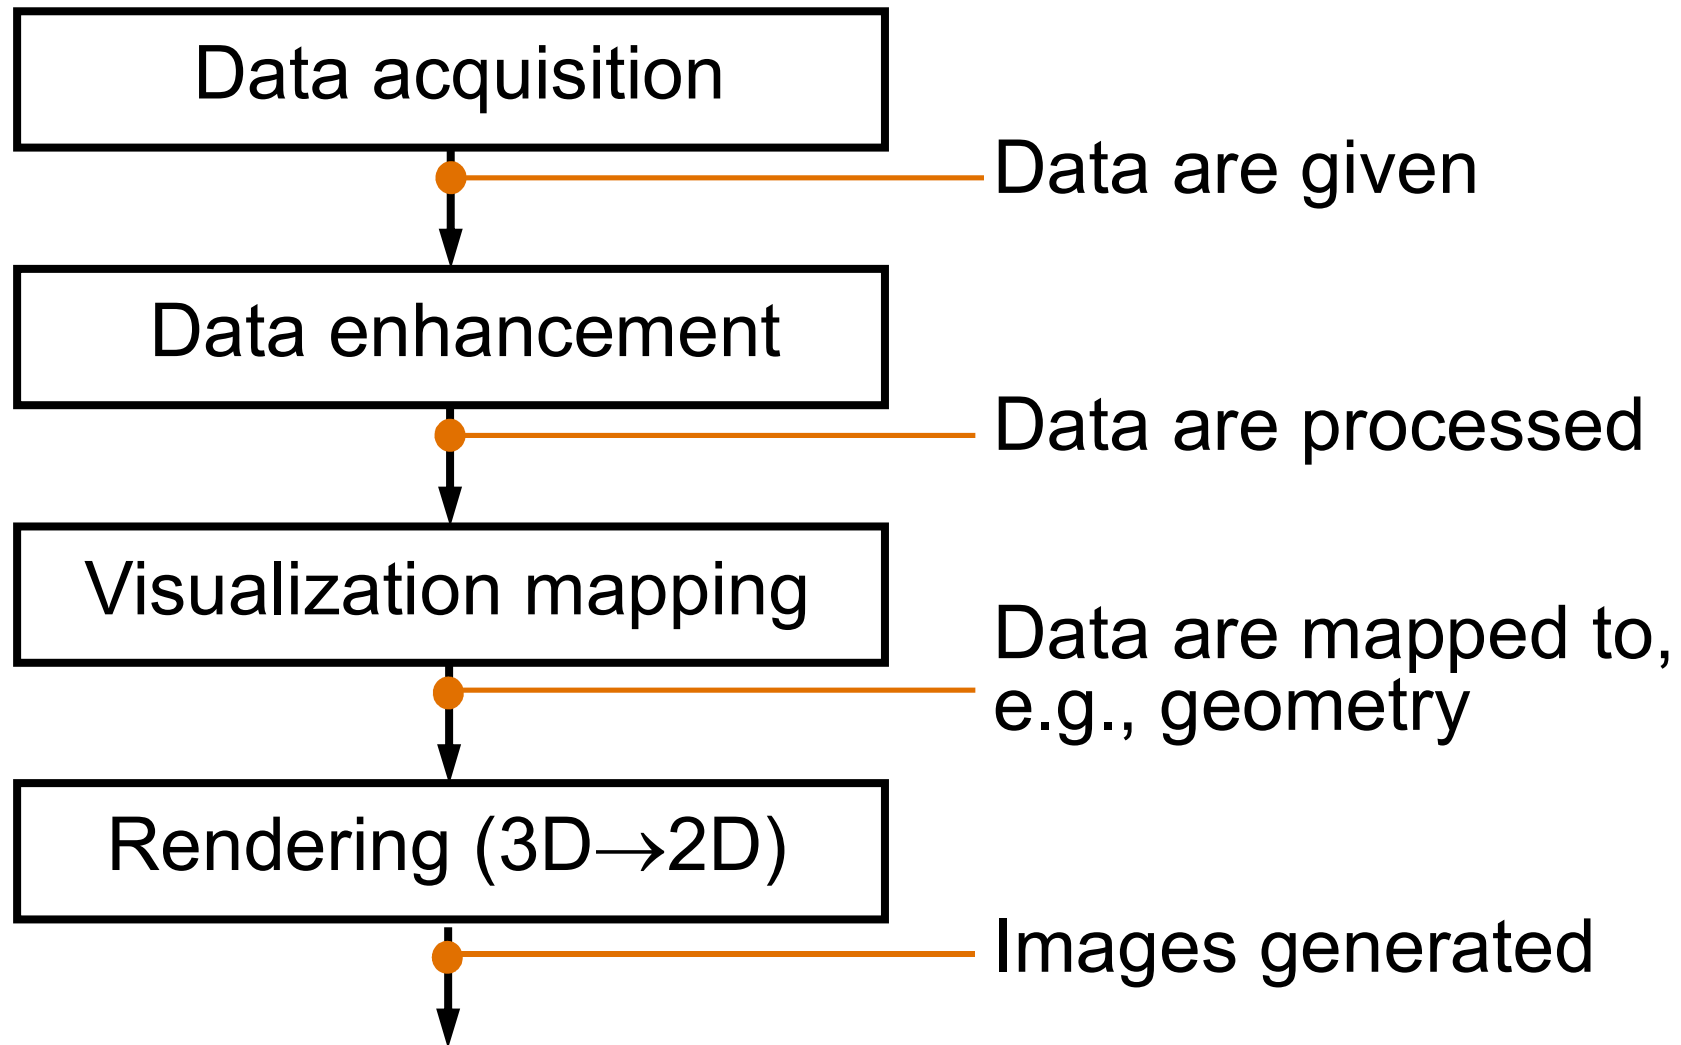 Data acquisition
Data are given
Data enhancement
Data are processed
Visualization mapping
Data are mapped to,
e.g., geometry
Rendering (3D→2D)
Images generated